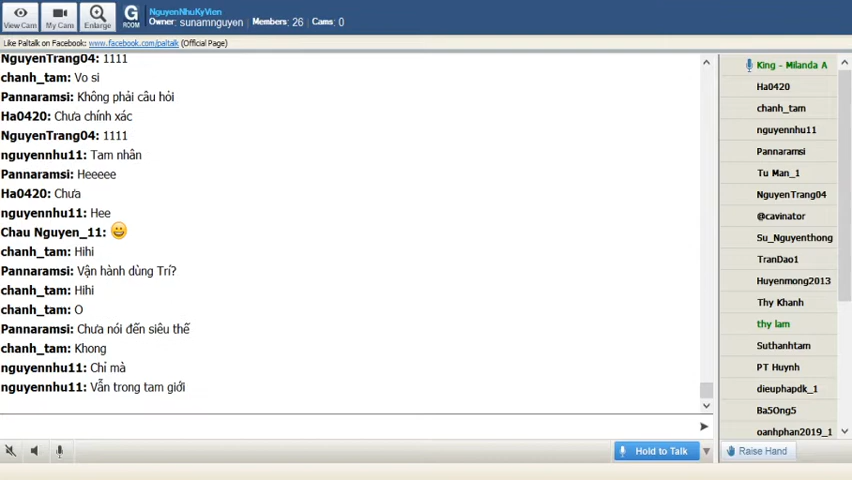 View Cam
My Cam
Enlarge
G
ROOM
NguyenNhuKyVien
Owner: sunamnguyen Members: 26 Cams: 0
Like Paltalk on Facebook: www.facebook.com/paltalk (Official Page)
NguyenTrang04: 1111
chanh_tam: Vo si
Pannaramsi: Không phải câu hỏi
Ha0420: Chưa chính xác
NguyenTrang04: 1111
nguyennhu11: Tam nhân
Pannaramsi: Heeeee
Ha0420: Chưa
nguyennhu11: Hee
Chau Nguyen_11:
chanh_tam: Hihi
Pannaramsi: Vận hành dùng Trí?
chanh_tam: Hihi
chanh_tam: O
Pannaramsi: Chưa nói đến siêu thế
chanh_tam: Khong
nguyennhu11: Chỉ mà
nguyennhu11: Vẫn trong tam giới
King - Milanda A
Ha0420
chanh_tam
nguyennhu11
Pannaramsi
Tu Man_1
NguyenTrang04
@cavinator
Su_Nguyenthong
TranDao1
Huyenmong2013
Thy Khanh
thy lam
Suthanhtam
PT Huynh
dieuphapdk_1
Ba5Ong5
oanhphan2019_1
Hold to Talk
Raise Hand